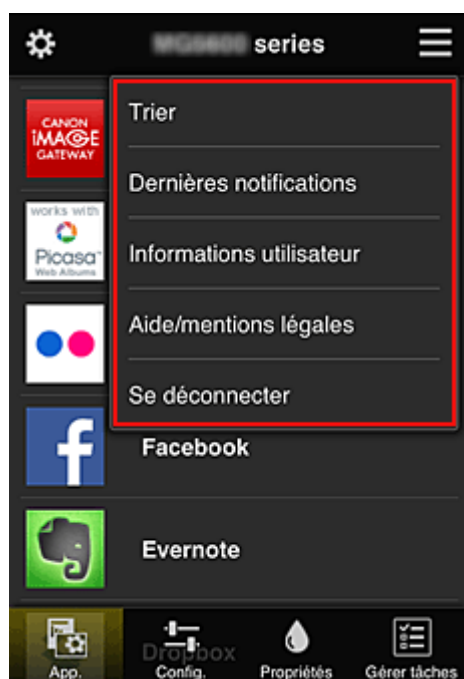 series
CANON
iMAGE
GATEWAY
Trier
Dernières notifications
works with
Picasa™
Web Albums
Informations utilisateur
Aide/mentions légales
Se déconnecter
f
Facebook
Evernote
Dropbox
App.
Config.
Propriétés
Gérer tâches